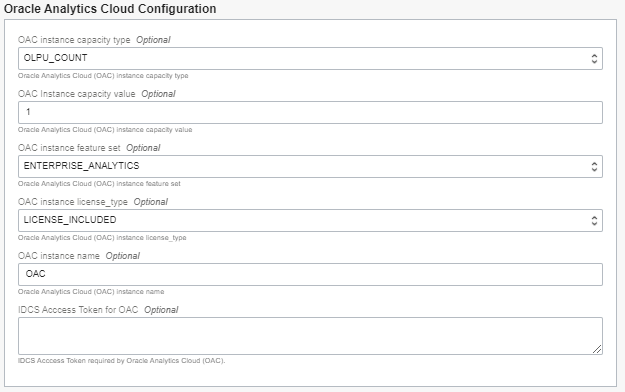 Oracle Analytics Cloud Configuration
OAC instance capacity type Optional
OLPU_COUNT
Oracle Analytics Cloud (OAC) instance capacity type
OAC Instance capacity value Optional
1
Oracle Analytics Cloud (OAC) instance capacity value
OAC instance feature set Optional
ENTERPRISE_ANALYTICS
Oracle Analytics Cloud (OAC) instance feature set
OAC instance license_type Optional
LICENSE_INCLUDED
Oracle Analytics Cloud (OAC) instance license_type
OAC instance name Optional
OAC
Oracle Analytics Cloud (OAC) instance name
IDCS Acccess Token for OAC Optional
IDCS Acccess Token required by Oracle Analytics Cloud (OAC).